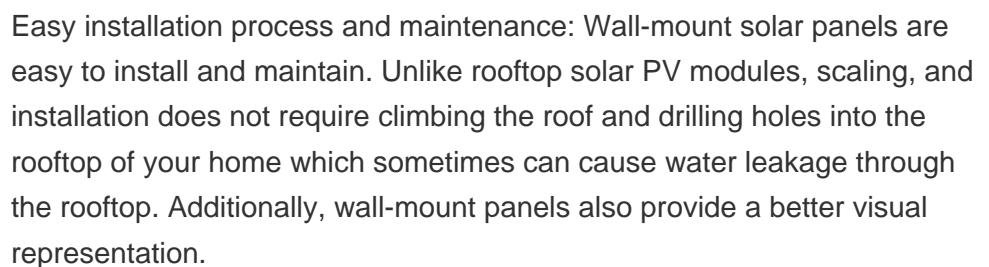 Easy installation process and maintenance: Wall-mount solar panels are
easy to install and maintain. Unlike rooftop solar PV modules, scaling, and
installation does not require climbing the roof and drilling holes into the
rooftop of your home which sometimes can cause water leakage through
the rooftop. Additionally, wall-mount panels also provide a better visual
representation.